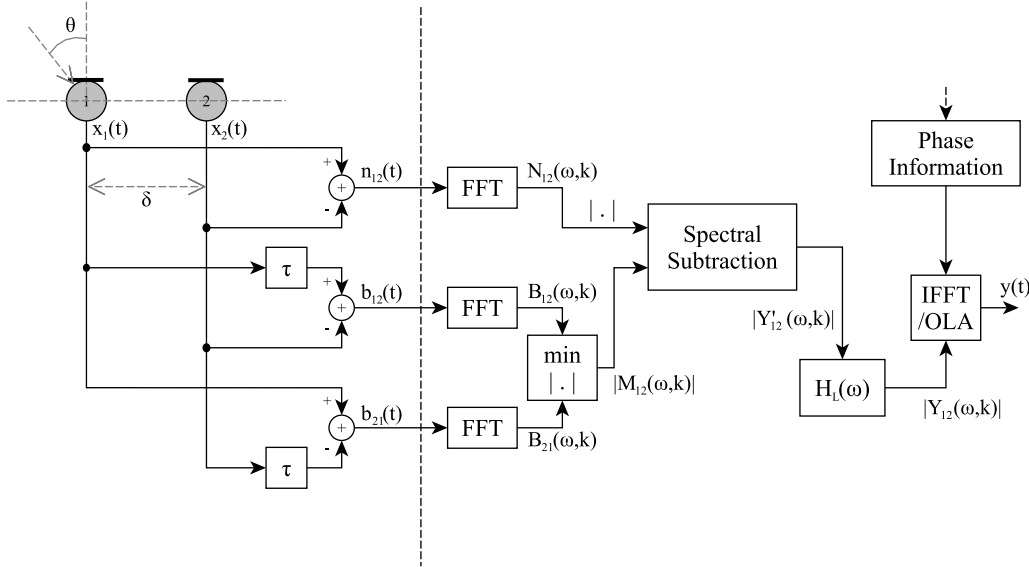 θ
1
2
x₁(t)
x₂(t)
δ
+
-
+
n₁₂(t)
FFT
N₁₂(ω,k)
| . |
Spectral
Subtraction
Phase
Information
τ
+
-
+
b₁₂(t)
FFT
B₁₂(ω,k)
min
| . |
|M₁₂(ω,k)|
|Y'₁₂(ω,k)|
IFFT
/OLA
y(t)
H_L(ω)
|Y₁₂(ω,k)|
+
-
+
b₂₁(t)
FFT
B₂₁(ω,k)
τ